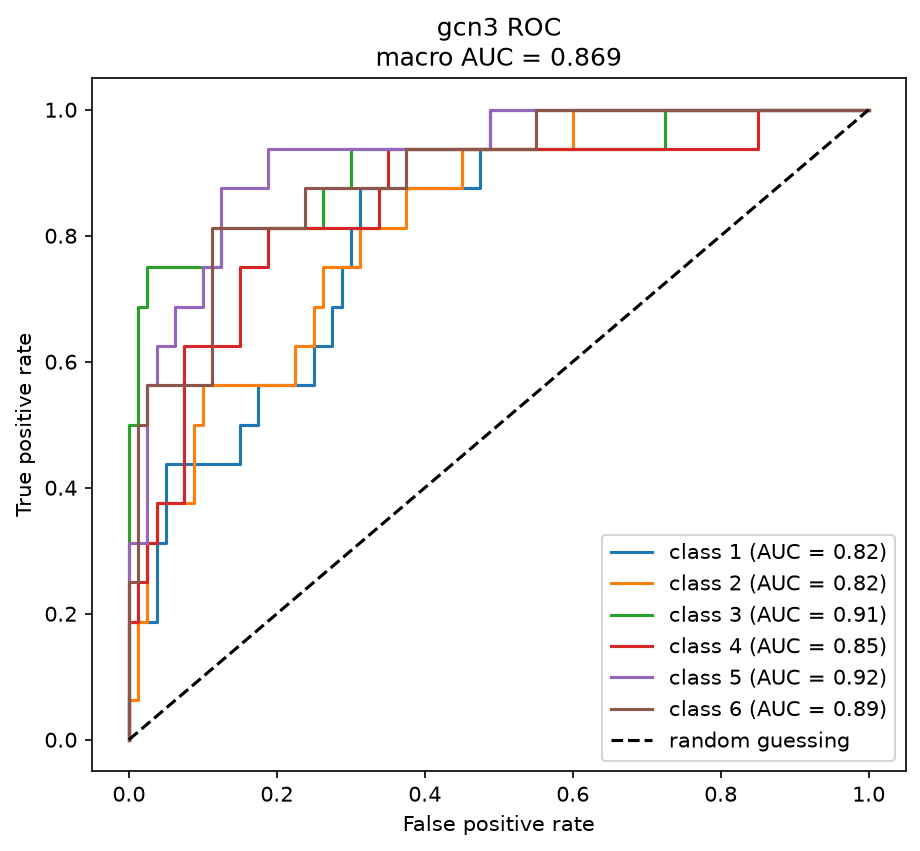 gcn3 ROC
macro AUC = 0.869
True positive rate
1.0
0.8
0.6
0.4
0.2
0.0
0.0 0.2 0.4 0.6 0.8 1.0
False positive rate
class 1 (AUC = 0.82)
class 2 (AUC = 0.82)
class 3 (AUC = 0.91)
class 4 (AUC = 0.85)
class 5 (AUC = 0.92)
class 6 (AUC = 0.89)
random guessing